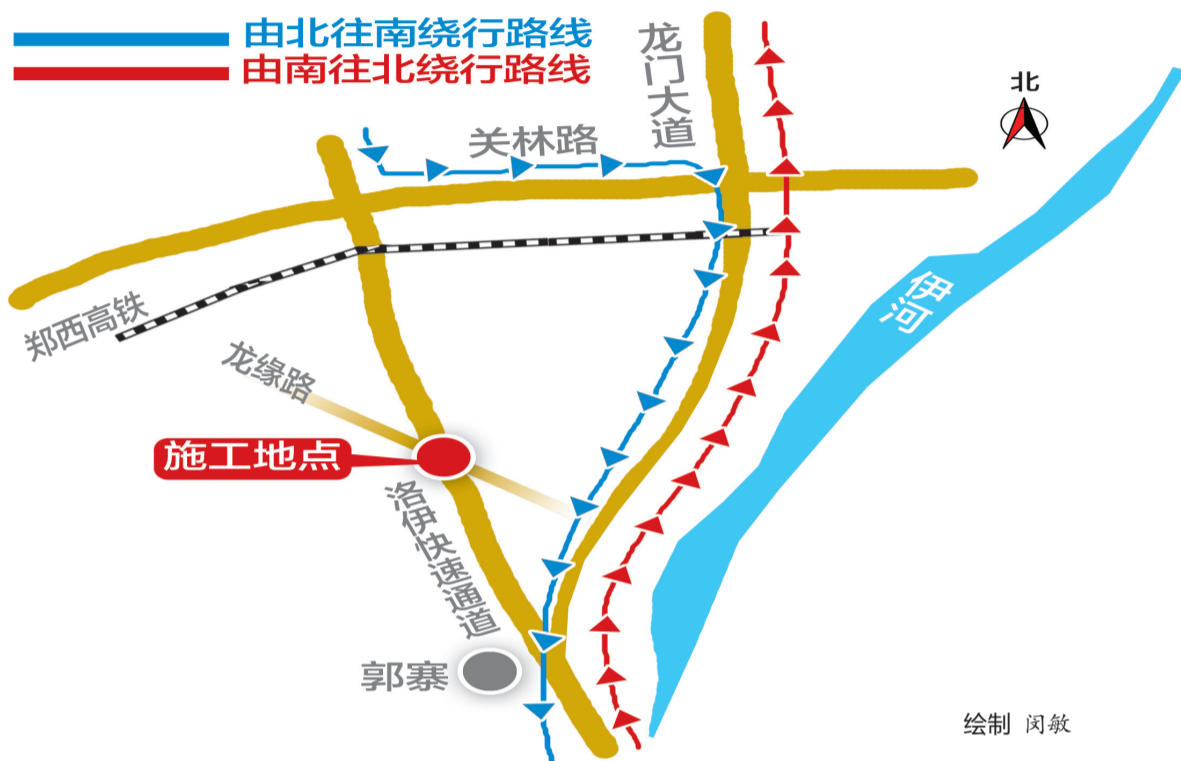 由北往南绕行路线
由南往北绕行路线
龙门大道
北
关林路
伊河
郑西高铁
龙缘路
施工地点
洛伊快速通道
郭寨
绘制 闵敏